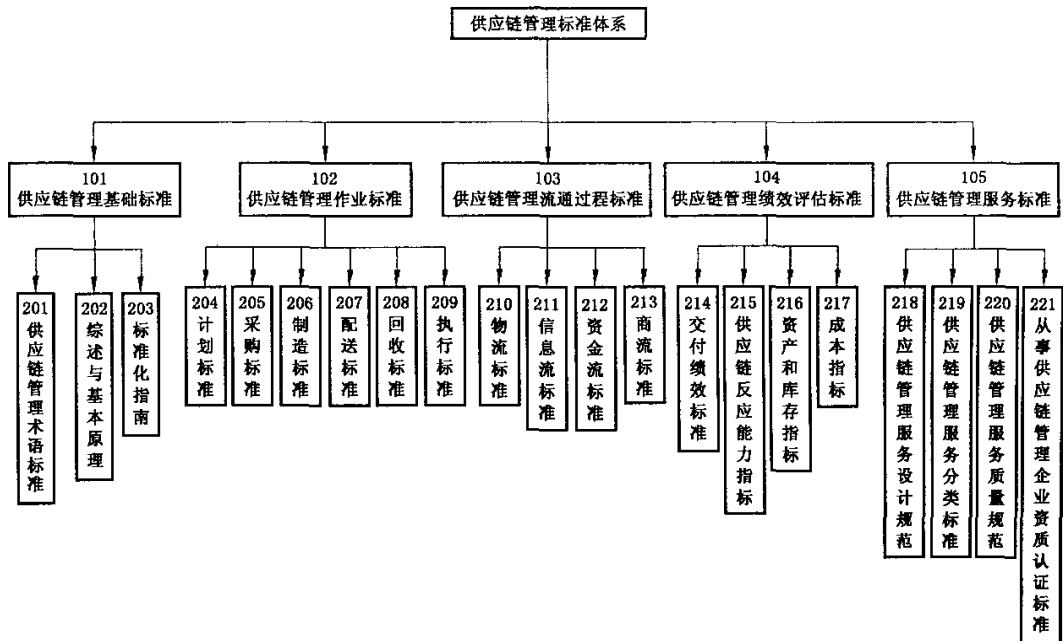 供应链管理标准体系
101
供应链管理基础标准
102
供应链管理作业标准
103
供应链管理流通过程标准
104
供应链管理绩效评估标准
105
供应链管理服务标准
201
供应链管理术语标准
202
综述与基本原理
203
标准化指南
204
计划标准
205
采购标准
206
制造标准
207
配送标准
208
回收标准
209
执行标准
210
物流标准
211
信息流标准
212
资金流标准
213
商流标准
214
交付绩效标准
215
供应链反应能力指标
216
资产和库存指标
217
成本指标
218
供应链管理服务设计规范
219
供应链管理服务分类标准
220
供应链管理服务质量规范
221
从事供应链管理企业资质认证标准